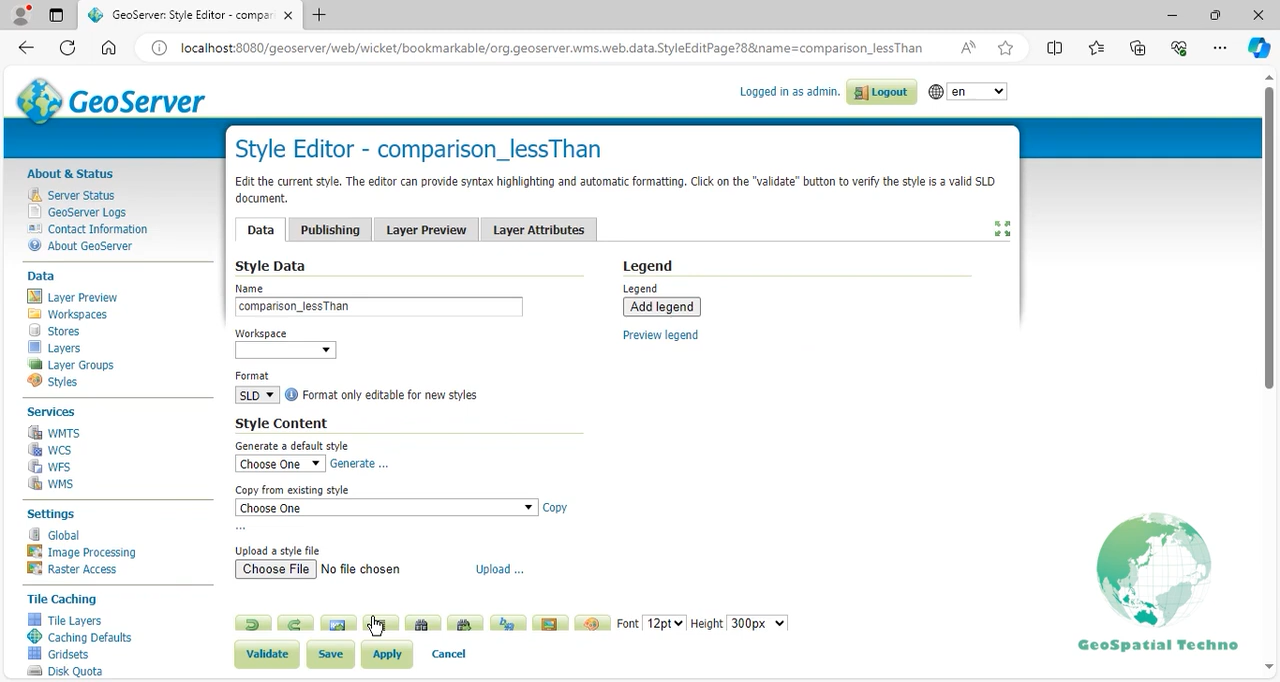 GeoServer: Style Editor - compari
localhost:8080/geoserver/web/wicket/bookmarkable/org.geoserver.wms.web.data.StyleEditPage?8&name=comparison_lessThan
GeoServer
Logged in as admin.
Logout
en
About & Status
Server Status
GeoServer Logs
Contact Information
About GeoServer
Data
Layer Preview
Workspaces
Stores
Layers
Layer Groups
Styles
Services
WMTS
WCS
WFS
WMS
Settings
Global
Image Processing
Raster Access
Tile Caching
Tile Layers
Caching Defaults
Gridsets
Disk Quota
Style Editor - comparison_lessThan
Edit the current style. The editor can provide syntax highlighting and automatic formatting. Click on the "validate" button to verify the style is a valid SLD
document.
Data Publishing Layer Preview Layer Attributes
Style Data
Name
comparison_lessThan
Workspace
Format
SLD Format only editable for new styles
Style Content
Generate a default style
Choose One Generate ...
Copy from existing style
Choose One Copy
...
Upload a style file
Choose File No file chosen Upload ...
Font 12pt Height 300px
Validate Save Apply Cancel
Legend
Legend
Add legend
Preview legend
GeoSpatial Techno